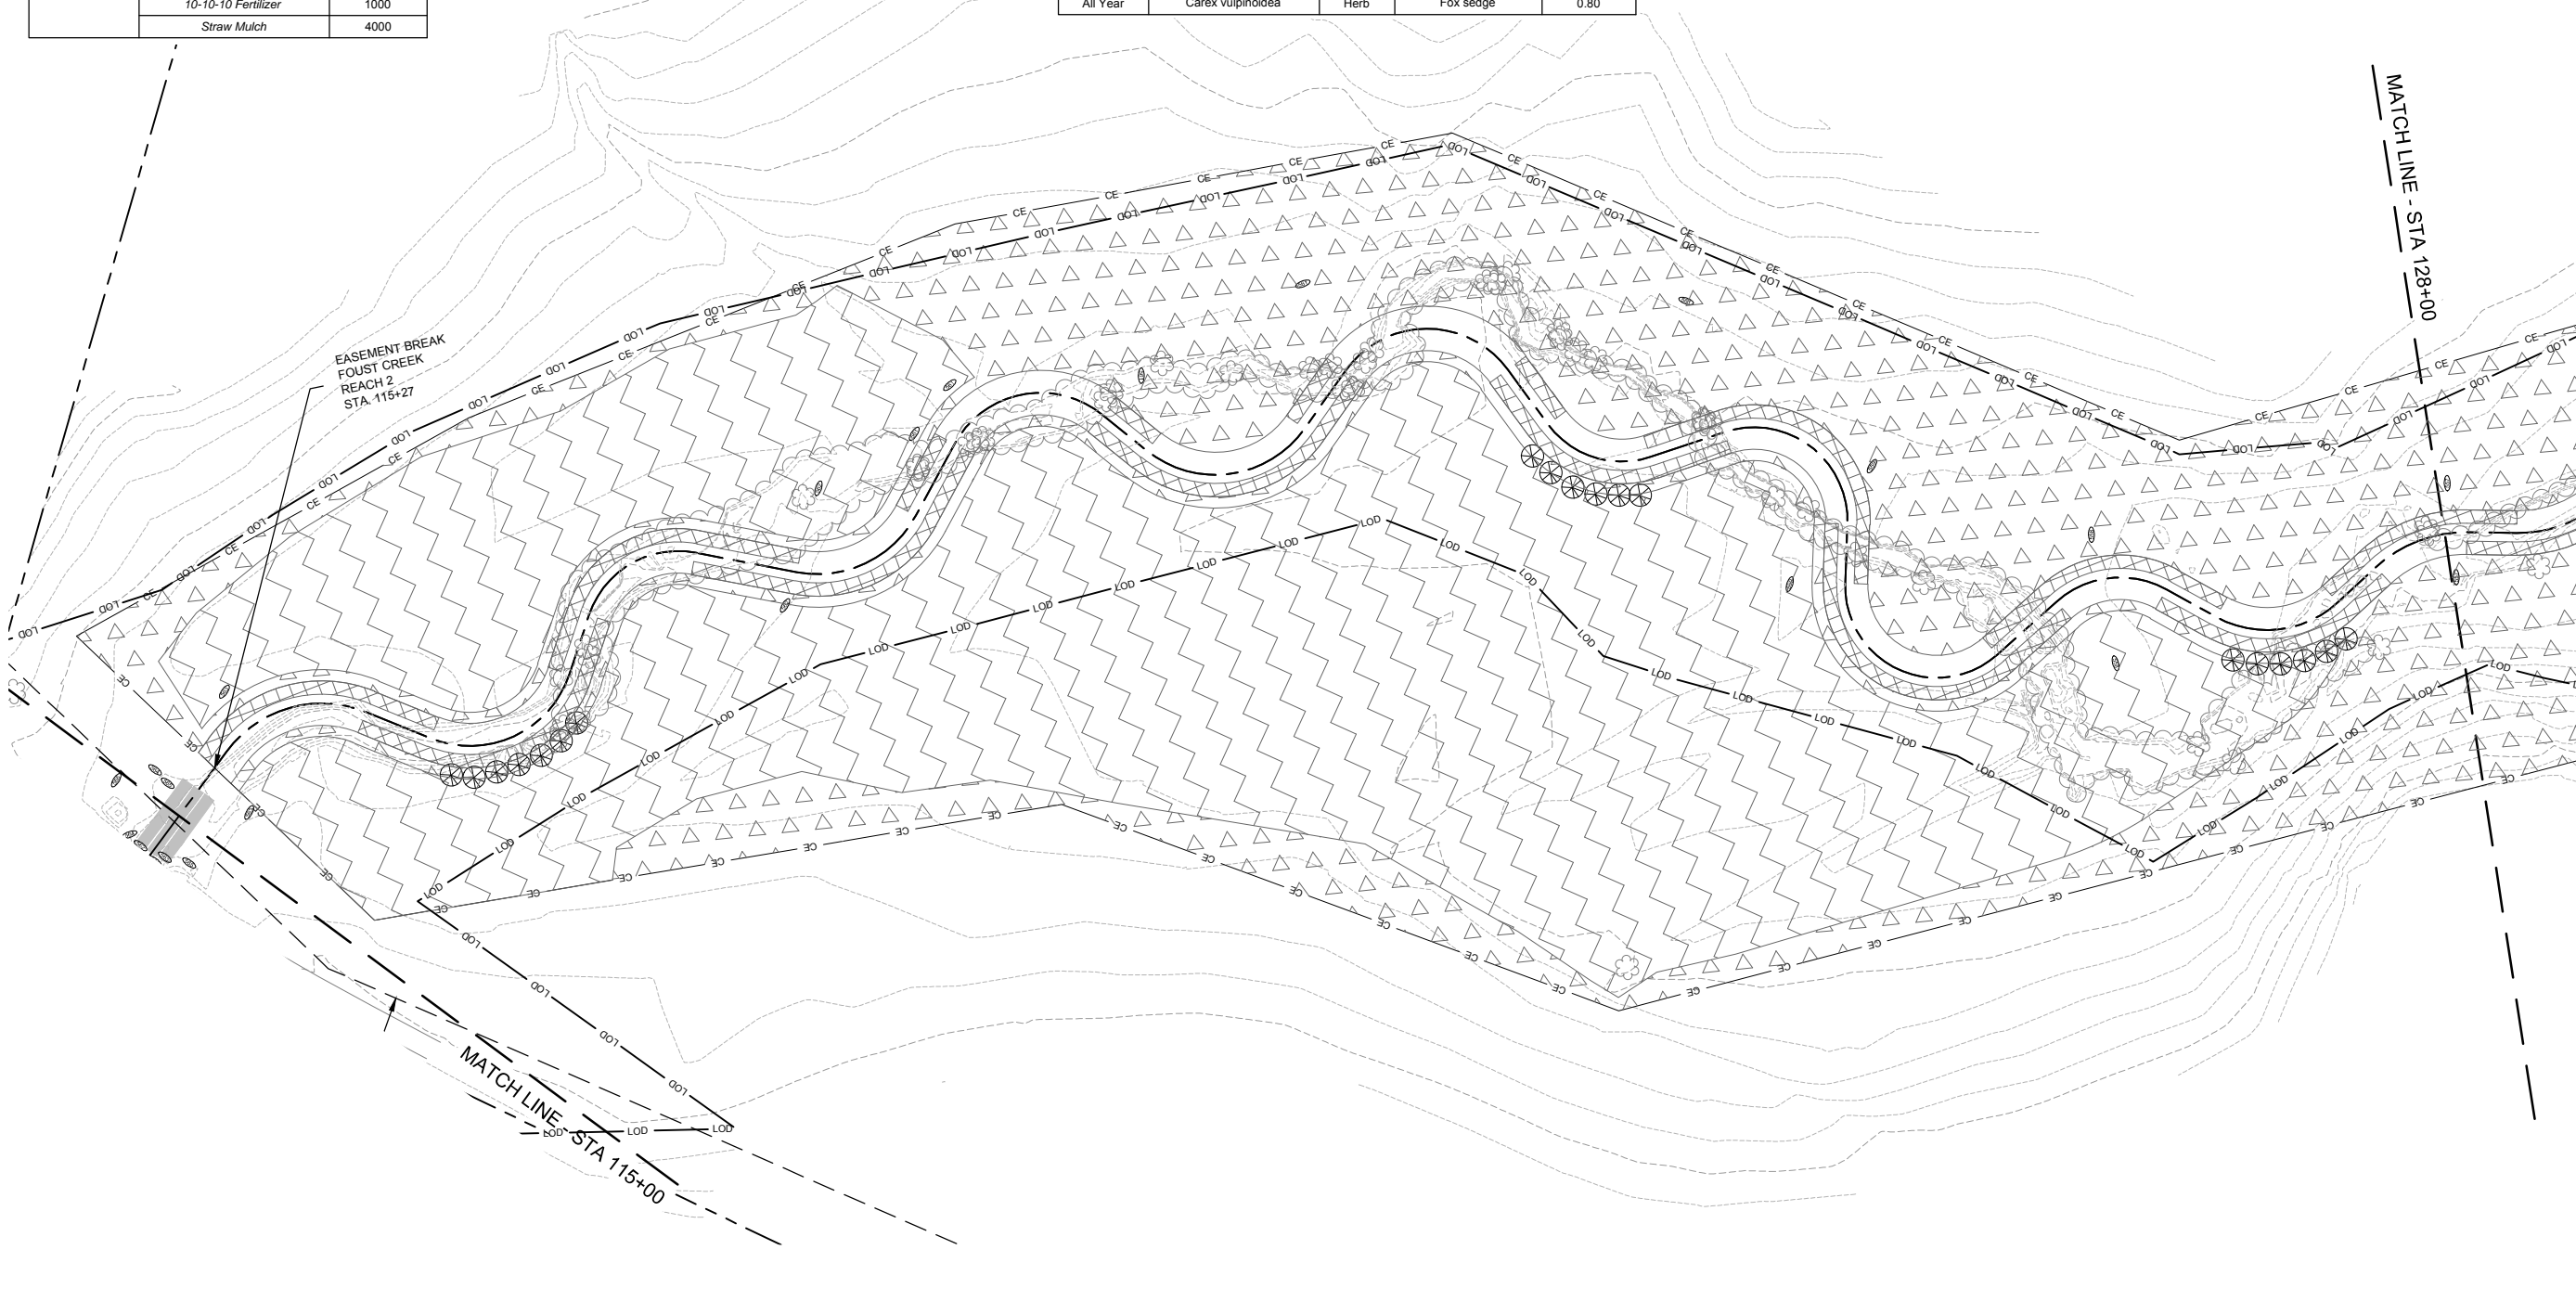 10-10-10 Fertilizer 1000
Straw Mulch 4000
All Year Carex vulpinoidea Herb Fox sedge 0.80
MATCH LINE - STA 128+00
EASEMENT BREAK
FOUST CREEK
REACH 2
STA. 115+27
CE
LOD
MATCH LINE - STA 115+00